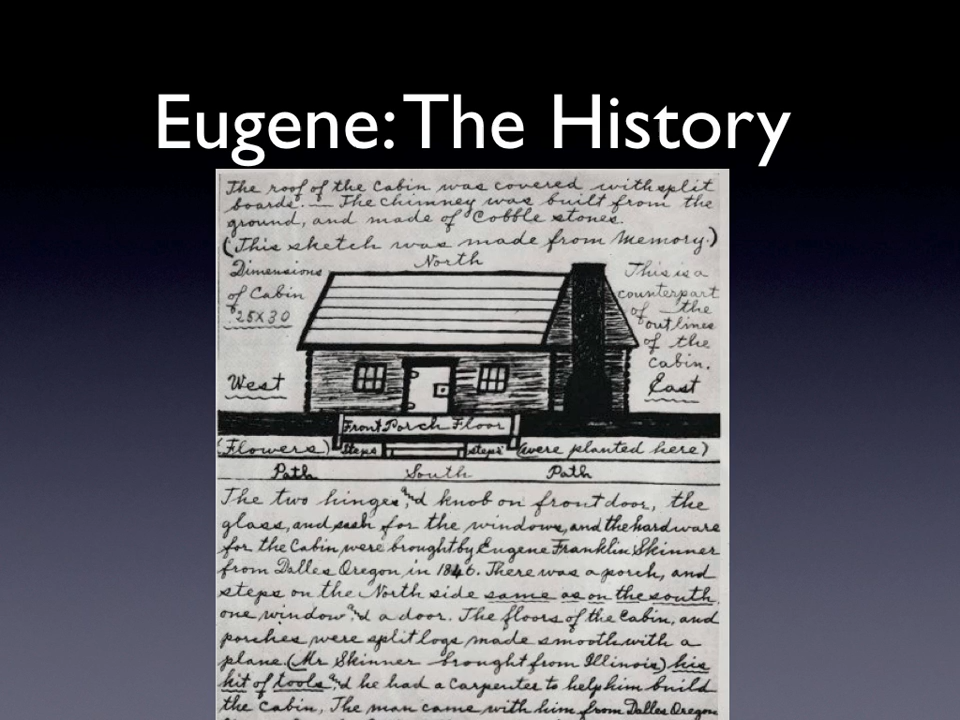 Eugene: The History
The roof of the Cabin was covered with split
boards. — The chimney was built from the
ground, and made of Cobble stones.
(This sketch was made from Memory.)
North
Dimensions
of Cabin
25x30
This is a
counterpart
of the
outlines
of the
cabin.
West
East
Front Porch Floor
(Flowers) steps steps (were planted here)
Path South Path
The two hinges, and knob on front door, the
glass, and sash for the windows, and the hardware
for the Cabin were brought by Eugene Franklin Skinner
from Dalles Oregon in 1846. There was a porch, and
steps on the North side same as on the south,
one window and a door. The floors of the Cabin, and
porches were split logs made smooth with a
plane. (Mr Skinner brought from Illinois) his
kit of tools and he had a Carpenter to help him build
the cabin, The man came with him from Dalles Oregon